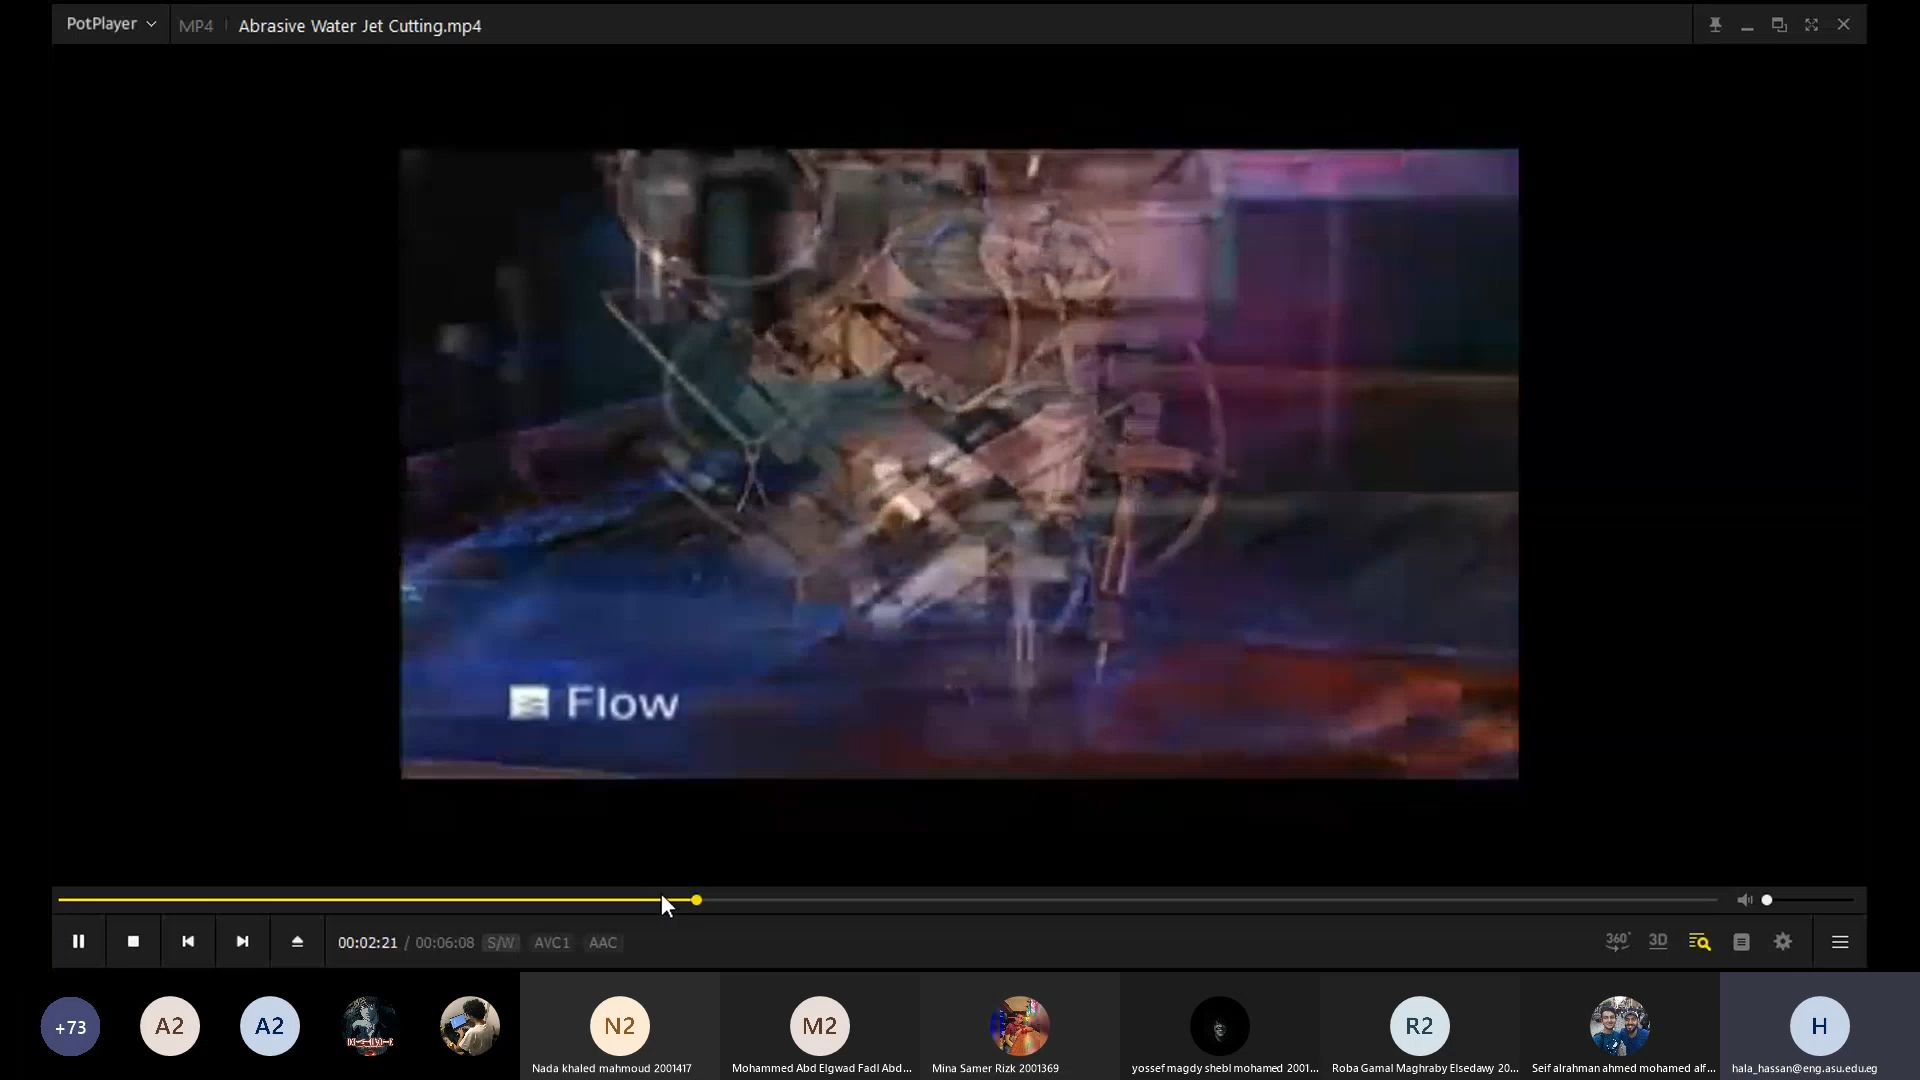 PotPlayer
MP4
Abrasive Water Jet Cutting.mp4
Flow
00:02:21 / 00:06:08 S/W AVC1 AAC
360°
3D
+73
A2
A2
N2
M2
R2
H
Nada khaled mahmoud 2001417
Mohammed Abd Elgwad Fadl Abd...
Mina Samer Rizk 2001369
yossef magdy shebl mohamed 2001...
Roba Gamal Maghraby Elsedawy 20...
Seif alrahman ahmed mohamed alf...
hala_hassan@eng.asu.edu.eg